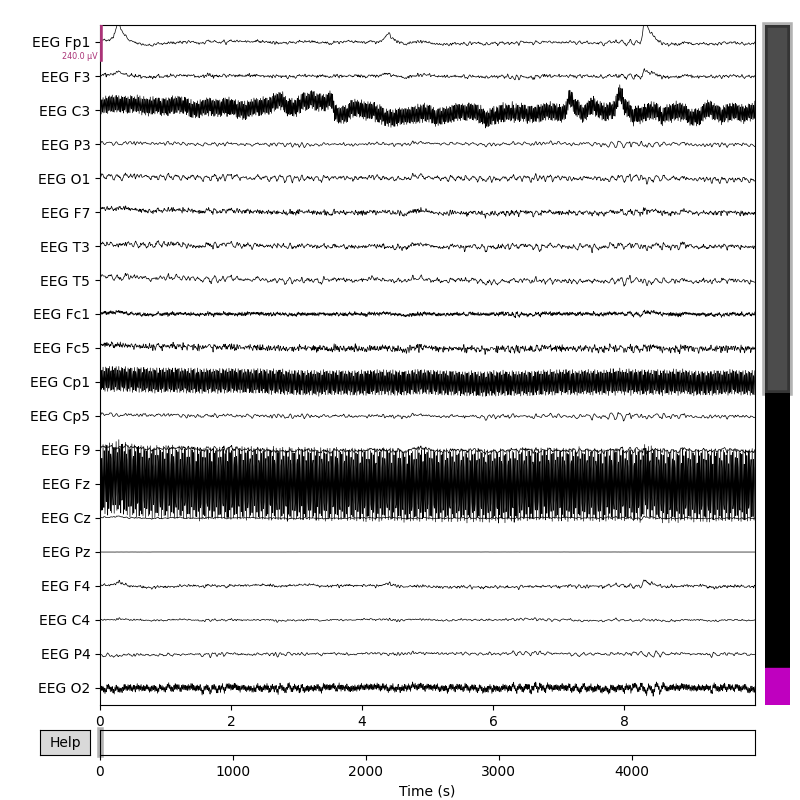 EEG Fp1
240.0 µV
EEG F3
EEG C3
EEG P3
EEG O1
EEG F7
EEG T3
EEG T5
EEG Fc1
EEG Fc5
EEG Cp1
EEG Cp5
EEG F9
EEG Fz
EEG Cz
EEG Pz
EEG F4
EEG C4
EEG P4
EEG O2
0 2 4 6 8
Help
0 1000 2000 3000 4000
Time (s)